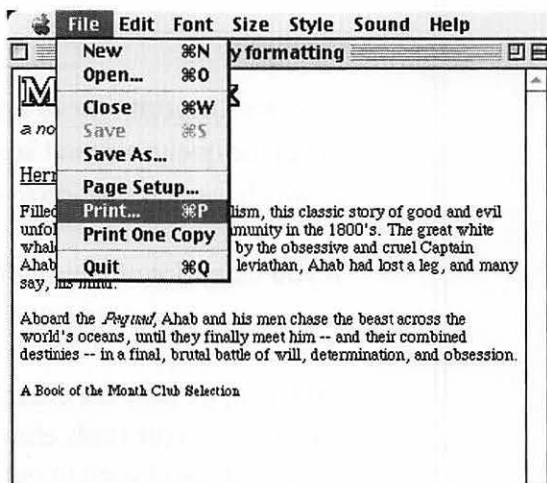 File Edit Font Size Style Sound Help
y formatting
New ⌘N
Open... ⌘O
Close ⌘W
Save ⌘S
Save As...
Page Setup...
Print... ⌘P
Print One Copy
Quit ⌘Q
M
a no
Herr
Filled lism, this classic story of good and evil
unfol munity in the 1800's. The great white
whale by the obsessive and cruel Captain
Ahab leviathan, Ahab had lost a leg, and many
say, his mind.
Aboard the Pequod, Ahab and his men chase the beast across the
world's oceans, until they finally meet him -- and their combined
destinies -- in a final, brutal battle of will, determination, and obsession.
A Book of the Month Club Selection